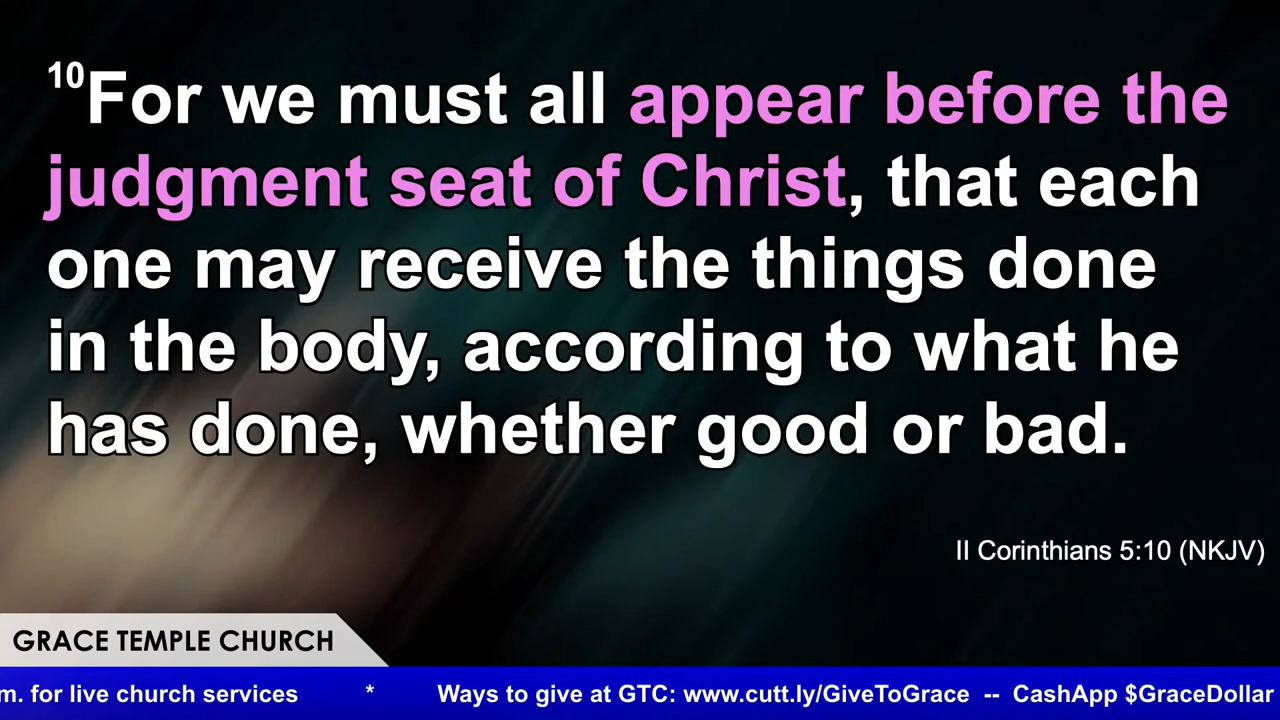 10For we must all appear before the
judgment seat of Christ, that each
one may receive the things done
in the body, according to what he
has done, whether good or bad.
II Corinthians 5:10 (NKJV)
GRACE TEMPLE CHURCH
m. for live church services * Ways to give at GTC: www.cutt.ly/GiveToGrace -- CashApp $GraceDollar